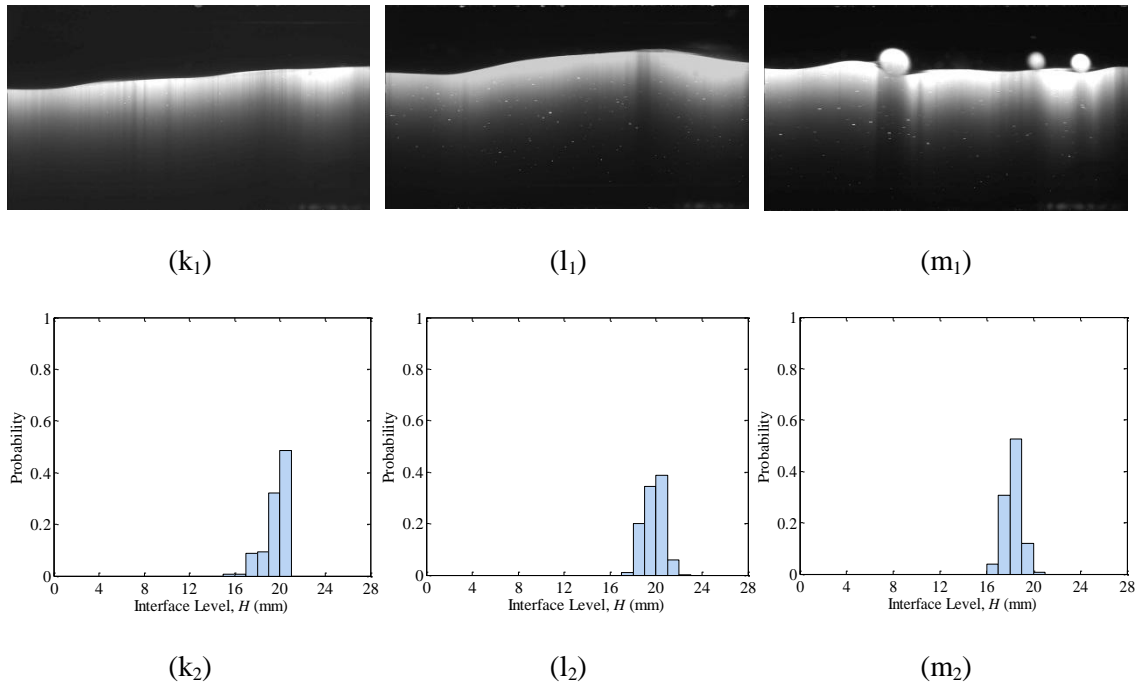 (k₁) (l₁) (m₁)
1 1 1
0.8 0.8 0.8
0.6 0.6 0.6
0.4 0.4 0.4
0.2 0.2 0.2
0 0 0
Probability Probability Probability
0 4 8 12 16 20 24 28 0 4 8 12 16 20 24 28 0 4 8 12 16 20 24 28
Interface Level, H (mm) Interface Level, H (mm) Interface Level, H (mm)
(k₂) (l₂) (m₂)